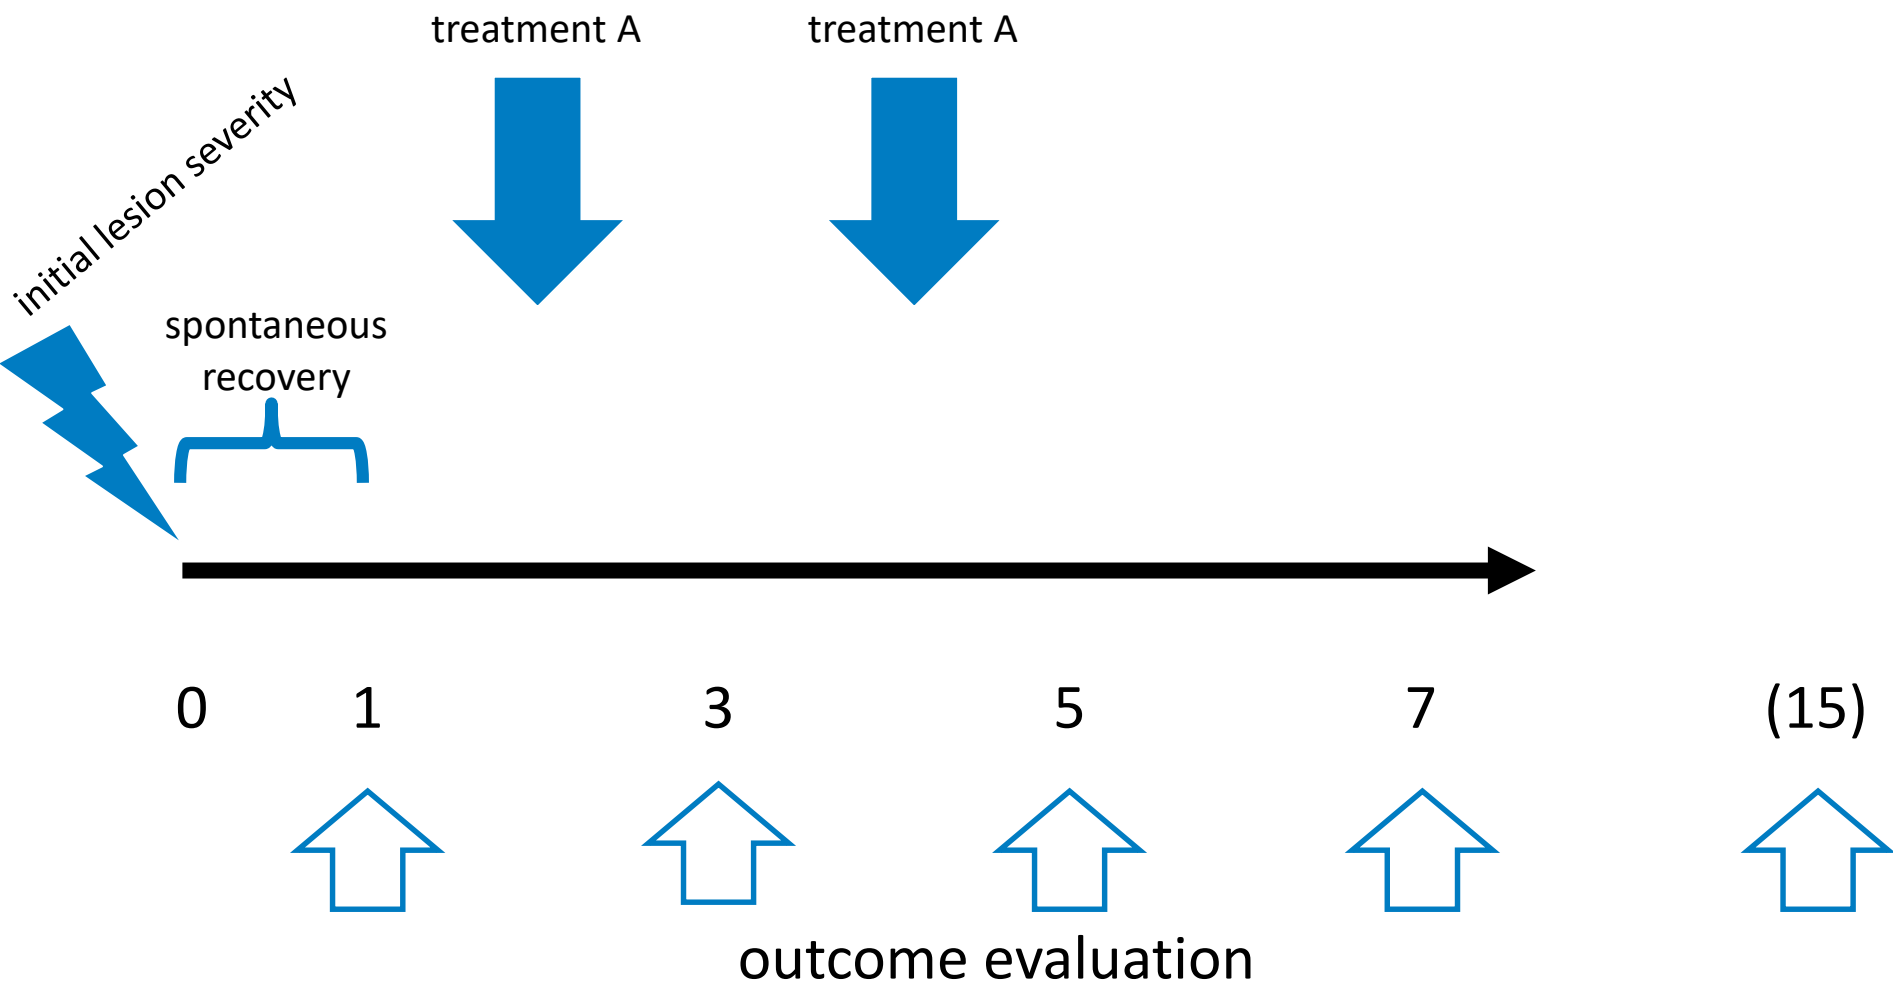 treatment A
treatment A
initial lesion severity
spontaneous
recovery
0 1 3 5 7 (15)
outcome evaluation